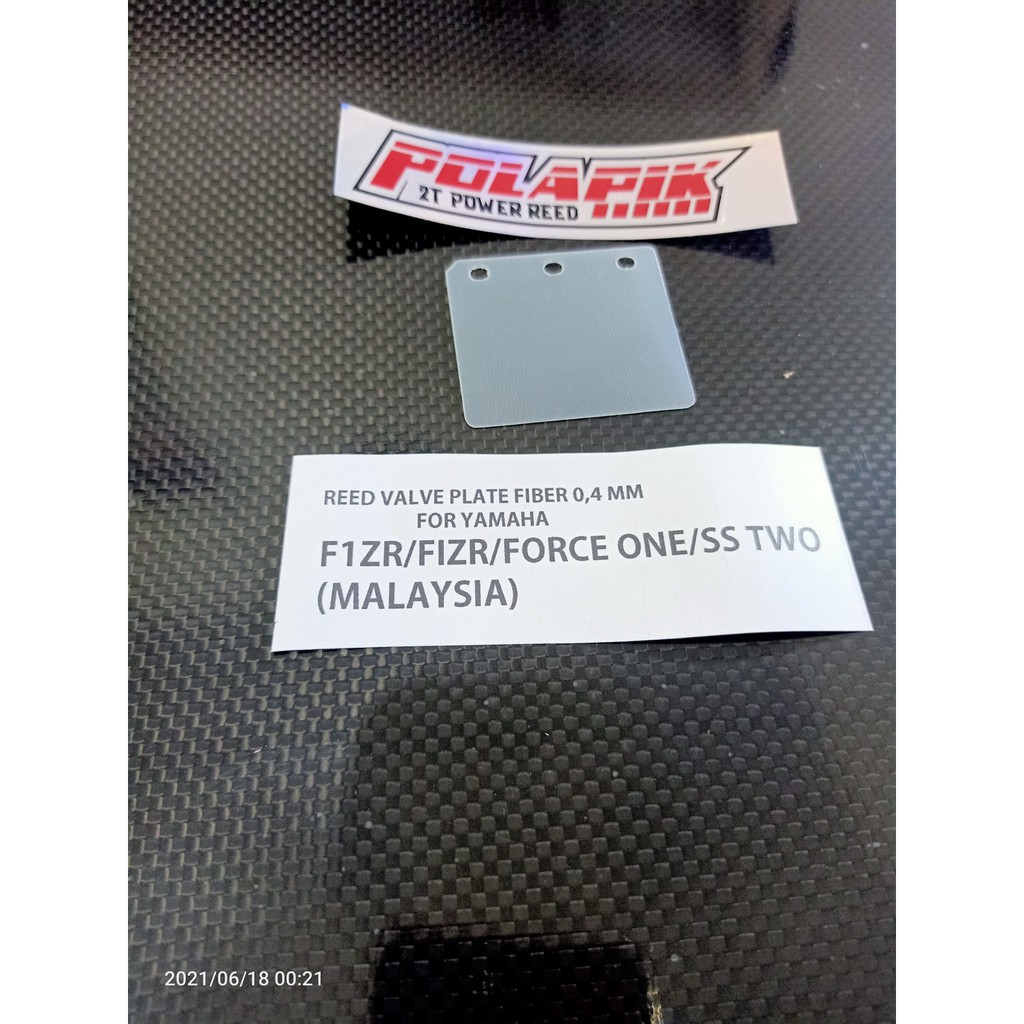 POLAPIK
2T POWER REED
REED VALVE PLATE FIBER 0,4 MM
FOR YAMAHA
F1ZR/FIZR/FORCE ONE/SS TWO
(MALAYSIA)
2021/06/18 00:21